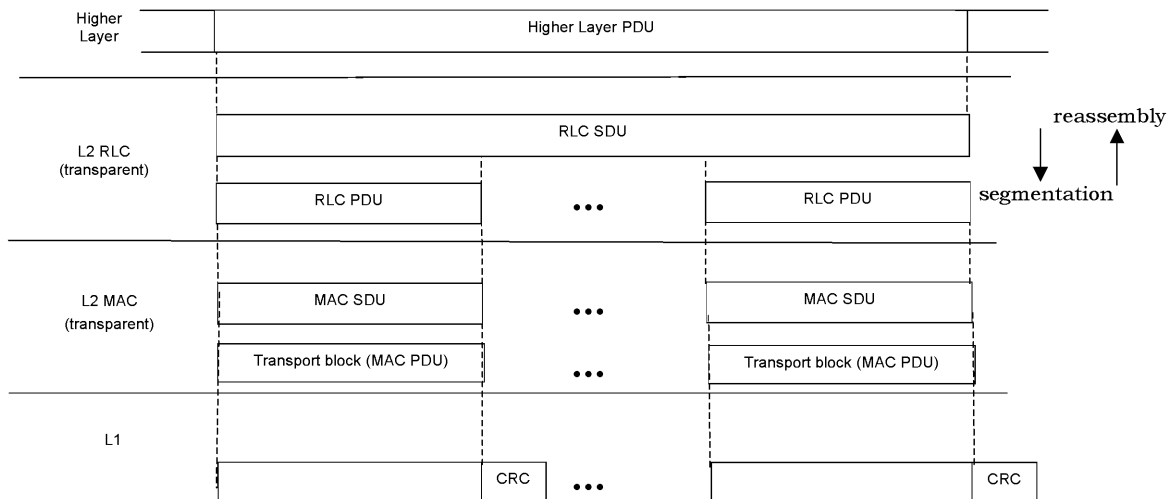 Higher
Layer
Higher Layer PDU
RLC SDU
reassembly
L2 RLC
(transparent)
RLC PDU
•••
RLC PDU
segmentation
L2 MAC
(transparent)
MAC SDU
•••
MAC SDU
Transport block (MAC PDU)
•••
Transport block (MAC PDU)
L1
CRC
•••
CRC